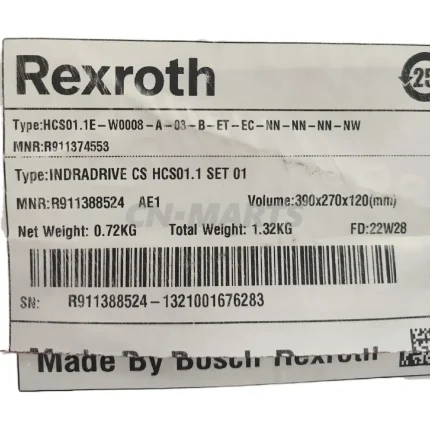 Rexroth
25
Type:HCS01.1E-W0008-A-03-B-ET-EC-NN-NN-NN-NW
MNR:R911374553
Type:INDRADRIVE CS HCS01.1 SET 01
MNR:R911388524 AE1 Volume:390x270x120(mm)
CN-MARTS
Net Weight: 0.72KG Total Weight: 1.32KG FD:22W28
SN: R911388524-1321001676283
Made By Bosch Rexroth